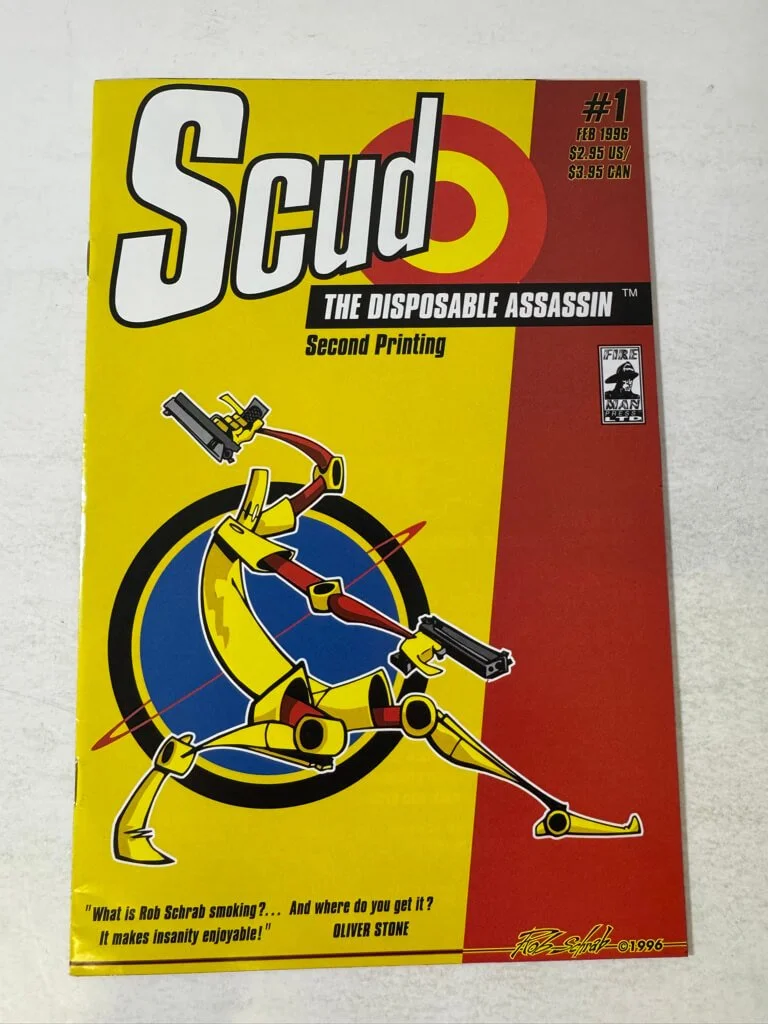 Scud
#1
FEB 1996
$2.95 US/
$3.95 CAN
THE DISPOSABLE ASSASSIN ™
Second Printing
FIRE
MAN
PRESS
LTD
"What is Rob Schrab smoking?... And where do you get it?
It makes insanity enjoyable!"
OLIVER STONE
Rob Schrab ©1996